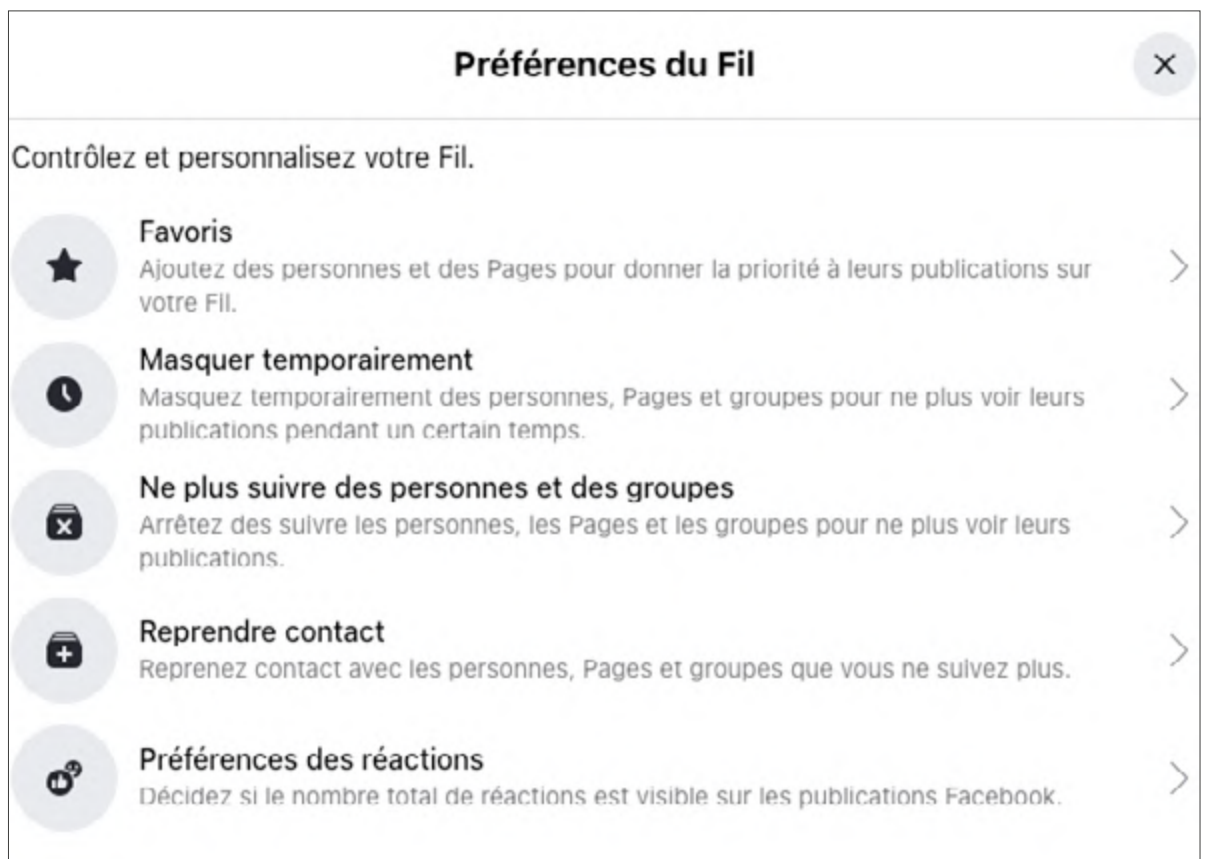 Préférences du Fil
Contrôlez et personnalisez votre Fil.
Favoris
Ajoutez des personnes et des Pages pour donner la priorité à leurs publications sur
votre Fil.
Masquer temporairement
Masquez temporairement des personnes, Pages et groupes pour ne plus voir leurs
publications pendant un certain temps.
Ne plus suivre des personnes et des groupes
Arrêtez des suivre les personnes, les Pages et les groupes pour ne plus voir leurs
publications.
Reprendre contact
Reprenez contact avec les personnes, Pages et groupes que vous ne suivez plus.
Préférences des réactions
Décidez si le nombre total de réactions est visible sur les publications Facebook.